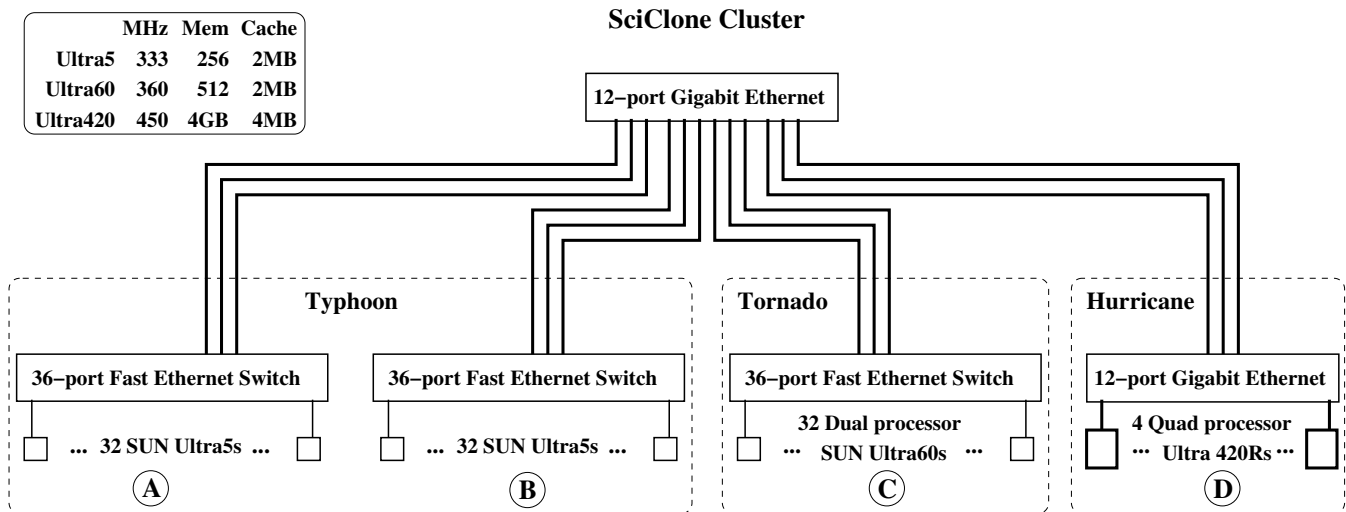 SciClone Cluster
MHz Mem Cache
Ultra5 333 256 2MB
Ultra60 360 512 2MB
Ultra420 450 4GB 4MB
12−port Gigabit Ethernet
Typhoon
Tornado
Hurricane
36−port Fast Ethernet Switch
36−port Fast Ethernet Switch
36−port Fast Ethernet Switch
12−port Gigabit Ethernet
... 32 SUN Ultra5s ...
... 32 SUN Ultra5s ...
32 Dual processor
... SUN Ultra60s ...
4 Quad processor
... Ultra 420Rs ...
A
B
C
D